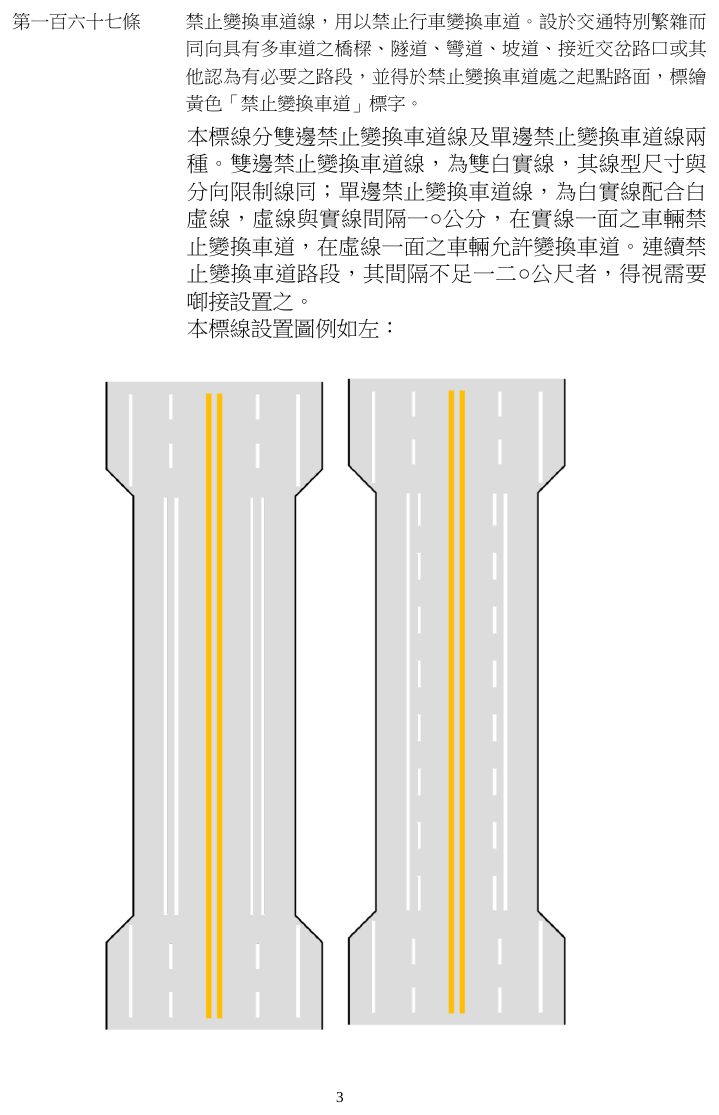 第一百六十七條 禁止變換車道線，用以禁止行車變換車道。設於交通特別繁雜而
同向具有多車道之橋樑、隧道、彎道、坡道、接近交岔路口或其
他認為有必要之路段，並得於禁止變換車道處之起點路面，標繪
黃色「禁止變換車道」標字。
本標線分雙邊禁止變換車道線及單邊禁止變換車道線兩
種。雙邊禁止變換車道線，為雙白實線，其線型尺寸與
分向限制線同；單邊禁止變換車道線，為白實線配合白
虛線，虛線與實線間隔一○公分，在實線一面之車輛禁
止變換車道，在虛線一面之車輛允許變換車道。連續禁
止變換車道路段，其間隔不足一二○公尺者，得視需要
啣接設置之。
本標線設置圖例如左：
3